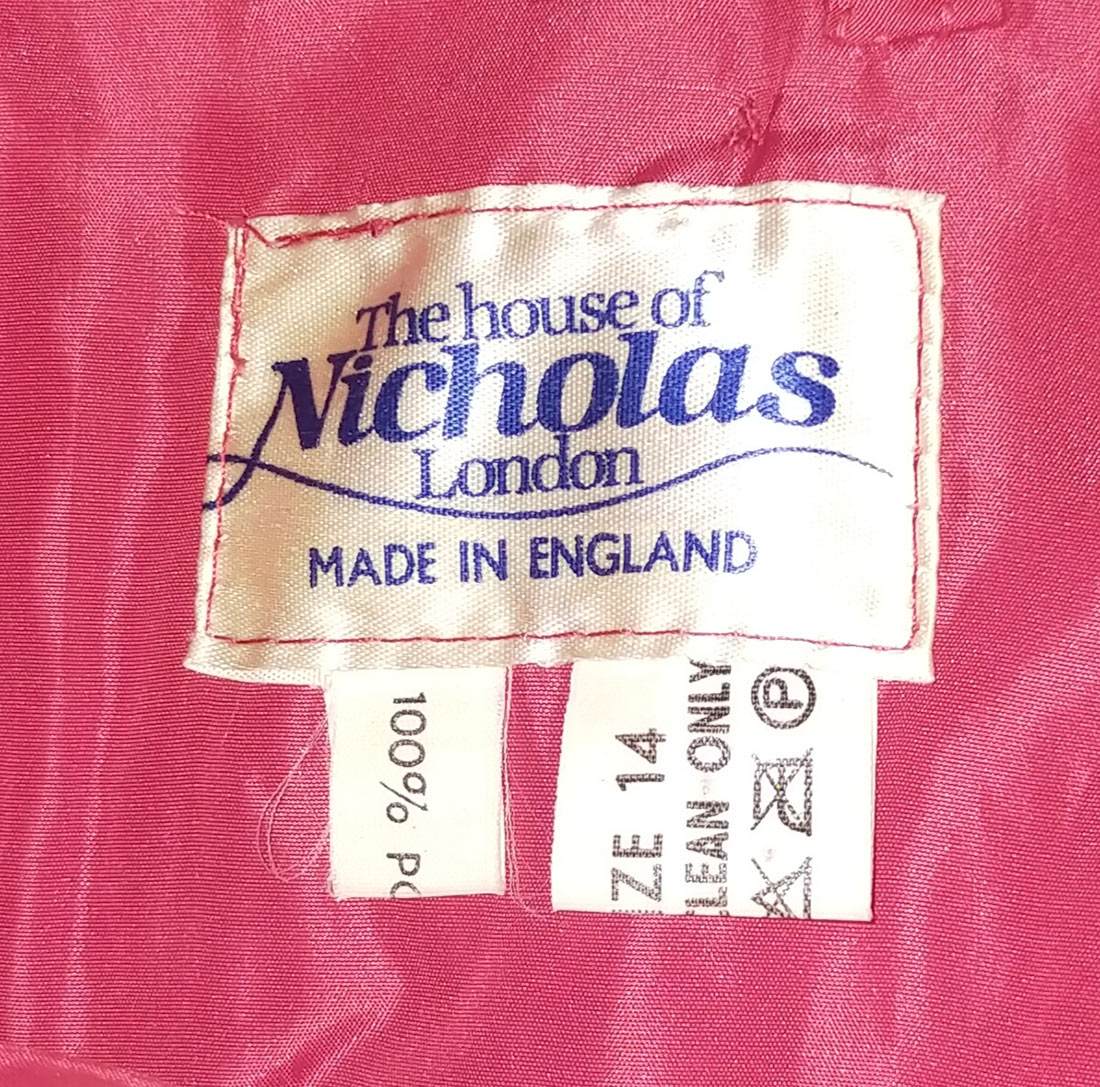 The house of
Nicholas
London
MADE IN ENGLAND
100% PO
ZE 14
LEAN ONLY
P